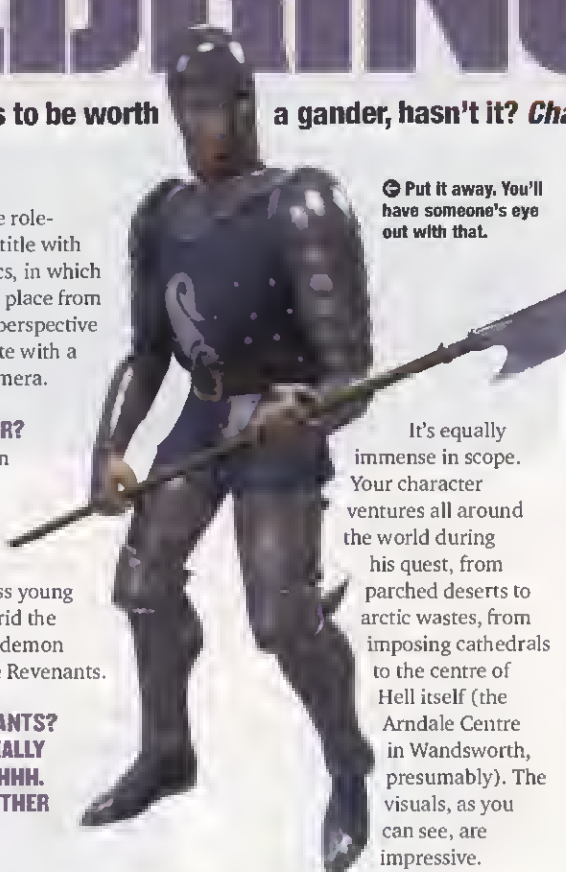 s to be worth a gander, hasn't it? Cha
Put it away. You'll
have someone's eye
out with that.
e role-
title with
cs, in which
place from
perspective
te with a
mera.
R?
n
ss young
rid the
demon
e Revenants.
ANTS?
ALLY
HHH.
THER
It's equally
immense in scope.
Your character
ventures all around
the world during
his quest, from
parched deserts to
arctic wastes, from
imposing cathedrals
to the centre of
Hell itself (the
Arndale Centre
in Wandsworth,
presumably). The
visuals, as you
can see, are
impressive.